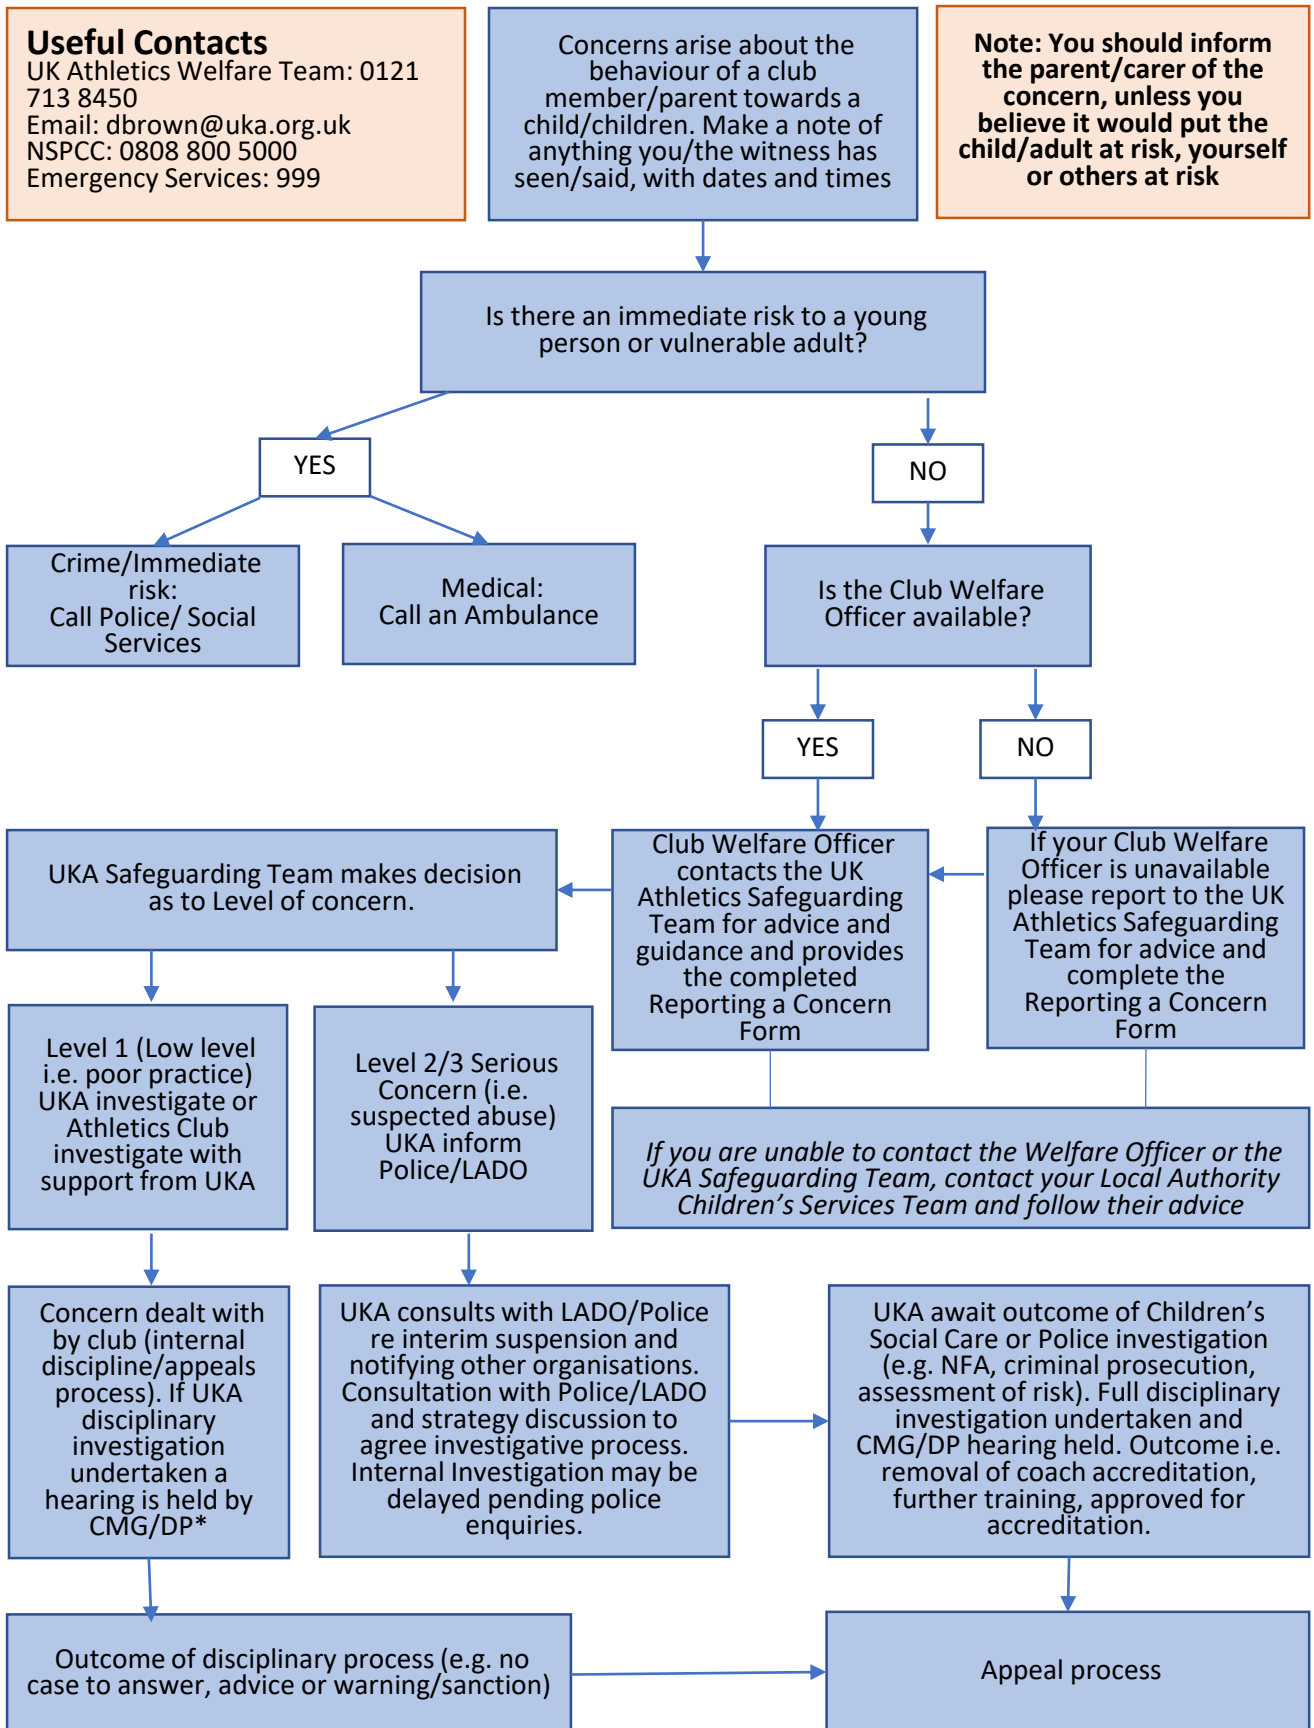 Useful Contacts
UK Athletics Welfare Team: 0121
713 8450
Email: dbrown@uka.org.uk
NSPCC: 0808 800 5000
Emergency Services: 999
Concerns arise about the
behaviour of a club
member/parent towards a
child/children. Make a note of
anything you/the witness has
seen/said, with dates and times
Note: You should inform
the parent/carer of the
concern, unless you
believe it would put the
child/adult at risk, yourself
or others at risk
Is there an immediate risk to a young
person or vulnerable adult?
YES
NO
Crime/Immediate
risk:
Call Police/ Social
Services
Medical:
Call an Ambulance
Is the Club Welfare
Officer available?
YES
NO
UKA Safeguarding Team makes decision
as to Level of concern.
Club Welfare Officer
contacts the UK
Athletics Safeguarding
Team for advice and
guidance and provides
the completed
Reporting a Concern
Form
If your Club Welfare
Officer is unavailable
please report to the UK
Athletics Safeguarding
Team for advice and
complete the
Reporting a Concern
Form
Level 1 (Low level
i.e. poor practice)
UKA investigate or
Athletics Club
investigate with
support from UKA
Level 2/3 Serious
Concern (i.e.
suspected abuse)
UKA inform
Police/LADO
If you are unable to contact the Welfare Officer or the
UKA Safeguarding Team, contact your Local Authority
Children’s Services Team and follow their advice
Concern dealt with
by club (internal
discipline/appeals
process). If UKA
disciplinary
investigation
undertaken a
hearing is held by
CMG/DP*
UKA consults with LADO/Police
re interim suspension and
notifying other organisations.
Consultation with Police/LADO
and strategy discussion to
agree investigative process.
Internal Investigation may be
delayed pending police
enquiries.
UKA await outcome of Children’s
Social Care or Police investigation
(e.g. NFA, criminal prosecution,
assessment of risk). Full disciplinary
investigation undertaken and
CMG/DP hearing held. Outcome i.e.
removal of coach accreditation,
further training, approved for
accreditation.
Outcome of disciplinary process (e.g. no
case to answer, advice or warning/sanction)
Appeal process